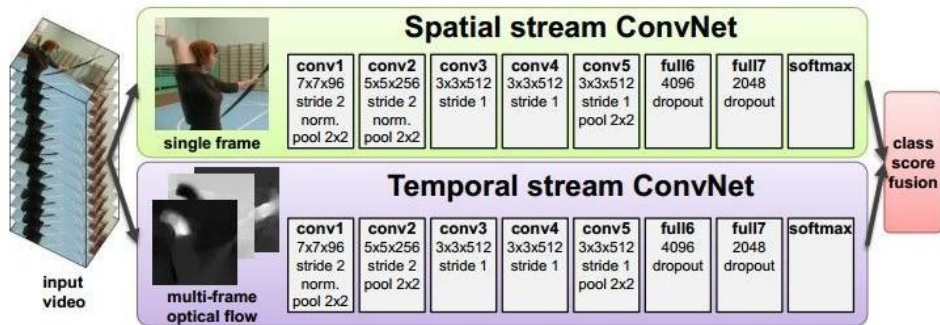 Spatial stream ConvNet
conv1
7x7x96
stride 2
norm.
pool 2x2
conv2
5x5x256
stride 2
norm.
pool 2x2
conv3
3x3x512
stride 1
conv4
3x3x512
stride 1
conv5
3x3x512
stride 1
pool 2x2
full6
4096
dropout
full7
2048
dropout
softmax
single frame
Temporal stream ConvNet
conv1
7x7x96
stride 2
norm.
pool 2x2
conv2
5x5x256
stride 2
pool 2x2
conv3
3x3x512
stride 1
conv4
3x3x512
stride 1
conv5
3x3x512
stride 1
pool 2x2
full6
4096
dropout
full7
2048
dropout
softmax
multi-frame
optical flow
input
video
class
score
fusion